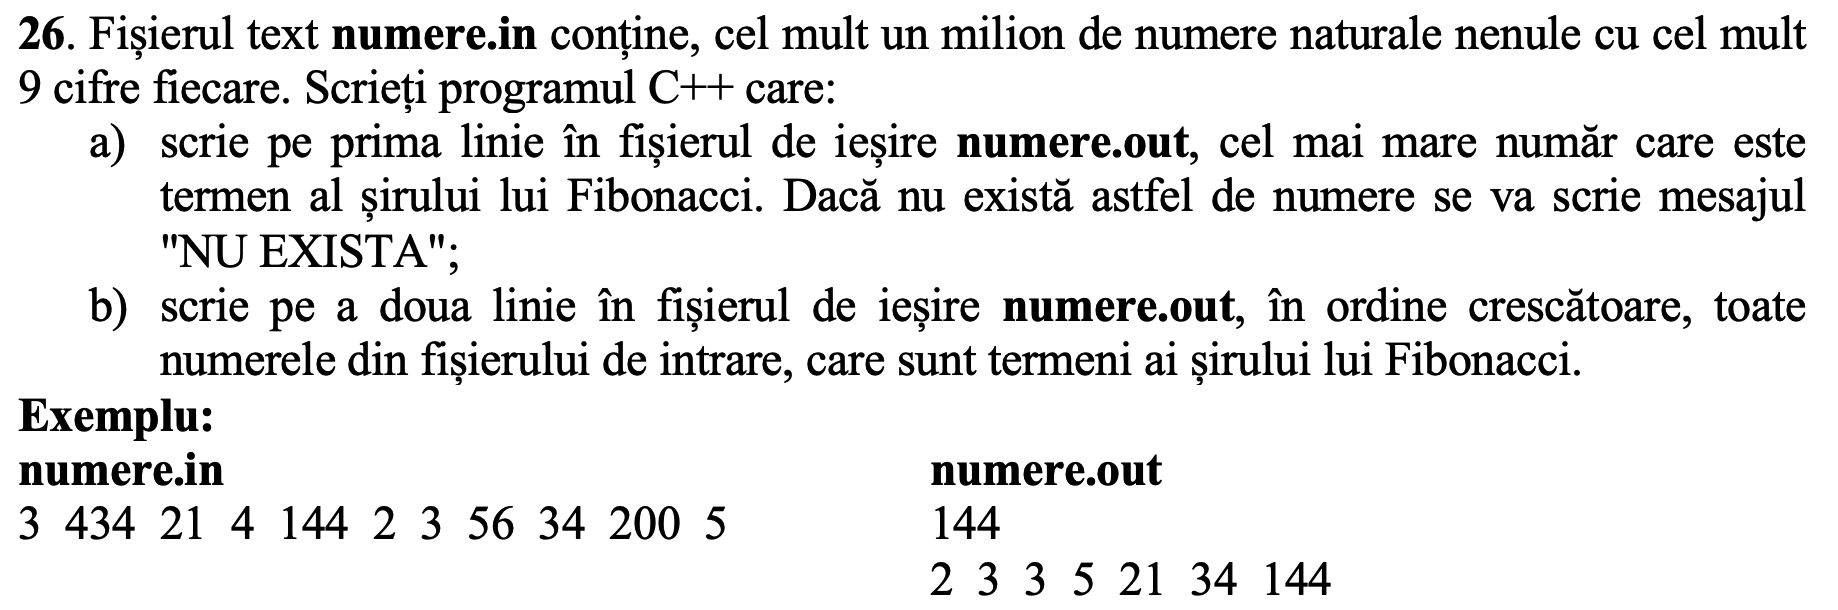 26. Fișierul text numere.in conține, cel mult un milion de numere naturale nenule cu cel mult
9 cifre fiecare. Scrieți programul C++ care:
a) scrie pe prima linie în fișierul de ieșire numere.out, cel mai mare număr care este
termen al șirului lui Fibonacci. Dacă nu există astfel de numere se va scrie mesajul
"NU EXISTA";
b) scrie pe a doua linie în fișierul de ieșire numere.out, în ordine crescătoare, toate
numerele din fișierului de intrare, care sunt termeni ai șirului lui Fibonacci.
Exemplu:
numere.in numere.out
3 434 21 4 144 2 3 56 34 200 5 144
2 3 3 5 21 34 144